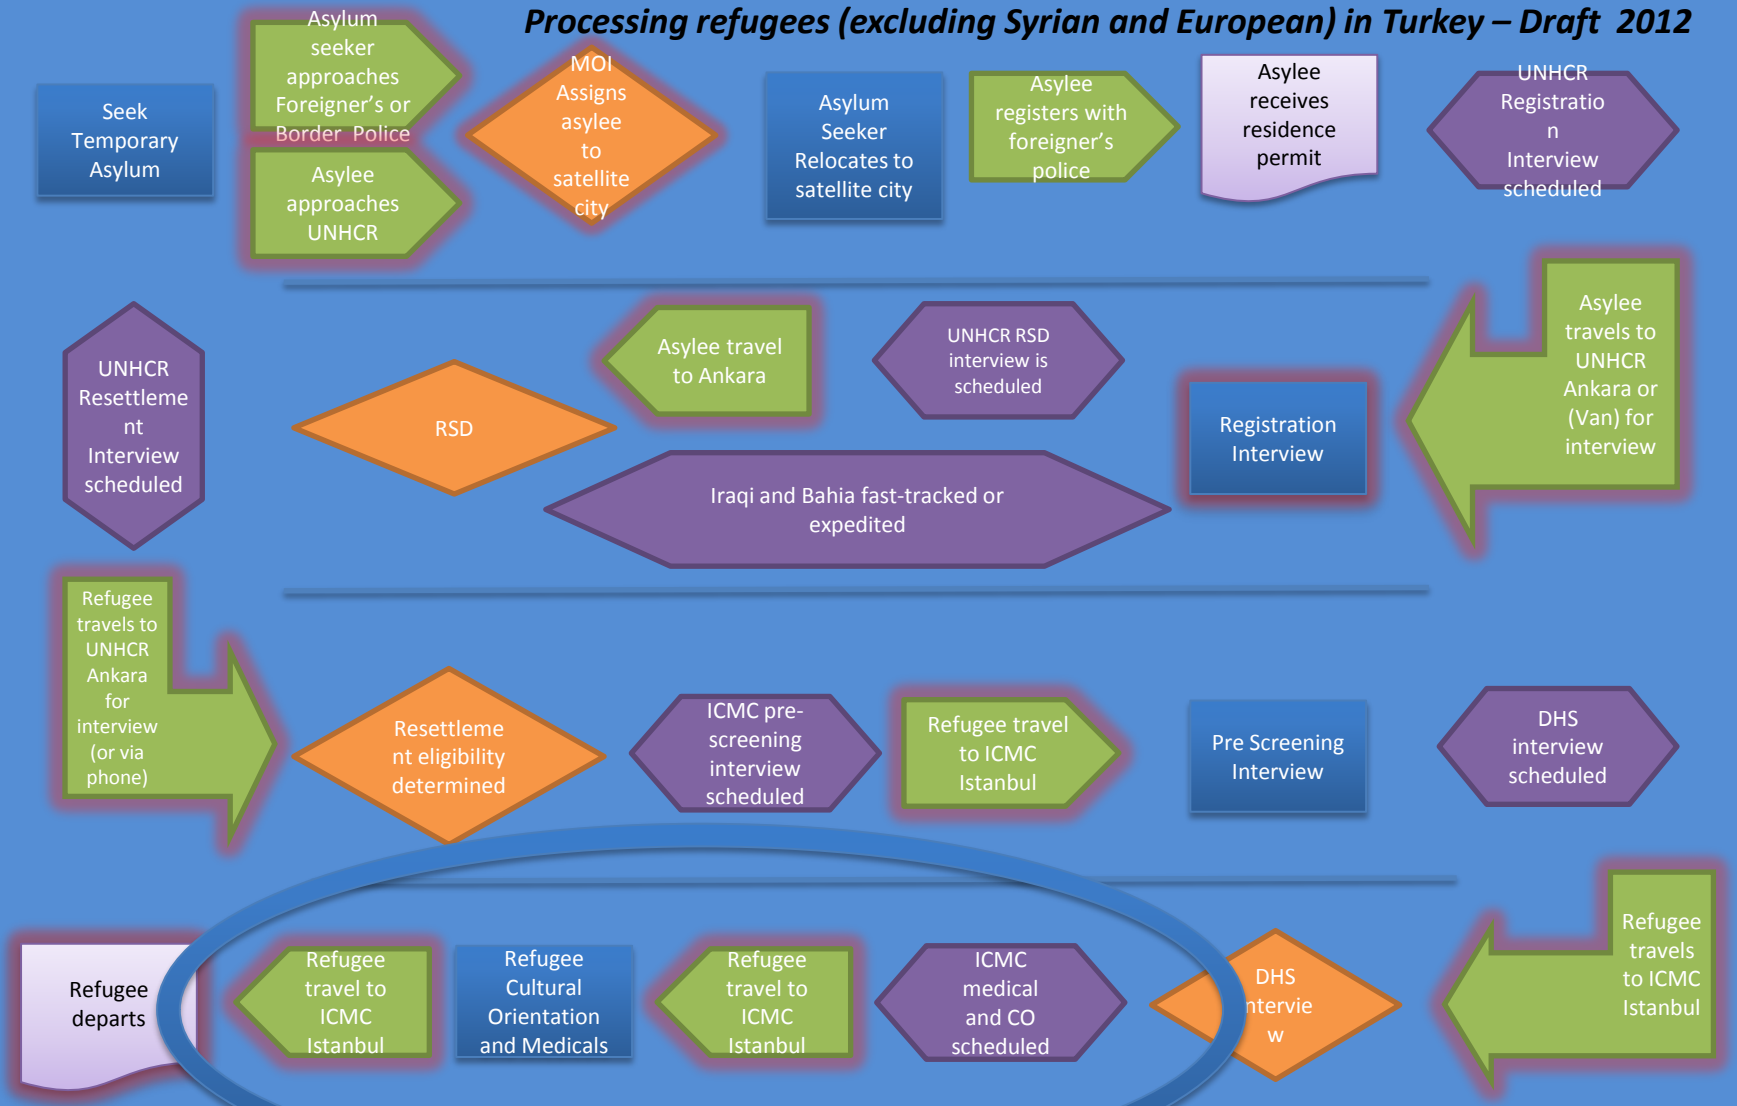 Processing refugees (excluding Syrian and European) in Turkey – Draft 2012
Seek
Temporary
Asylum
Asylum
seeker
approaches
Foreigner's or
Border Police
Asylee
approaches
UNHCR
MOI
Assigns
asylee
to
satellite
city
Asylum
Seeker
Relocates to
satellite city
Asylee
registers with
foreigner's
police
Asylee
receives
residence
permit
UNHCR
Registratio
n
Interview
scheduled
Asylee
travels to
UNHCR
Ankara or
(Van) for
interview
Registration
Interview
UNHCR RSD
interview is
scheduled
Asylee travel
to Ankara
Iraqi and Bahia fast-tracked or
expedited
RSD
UNHCR
Resettleme
nt
Interview
scheduled
Refugee
travels to
UNHCR
Ankara
for
interview
(or via
phone)
Resettleme
nt eligibility
determined
ICMC pre-
screening
interview
scheduled
Refugee travel
to ICMC
Istanbul
Pre Screening
Interview
DHS
interview
scheduled
Refugee
travels
to ICMC
Istanbul
DHS
Intervie
w
ICMC
medical
and CO
scheduled
Refugee
travel to
ICMC
Istanbul
Refugee
Cultural
Orientation
and Medicals
Refugee
travel to
ICMC
Istanbul
Refugee
departs